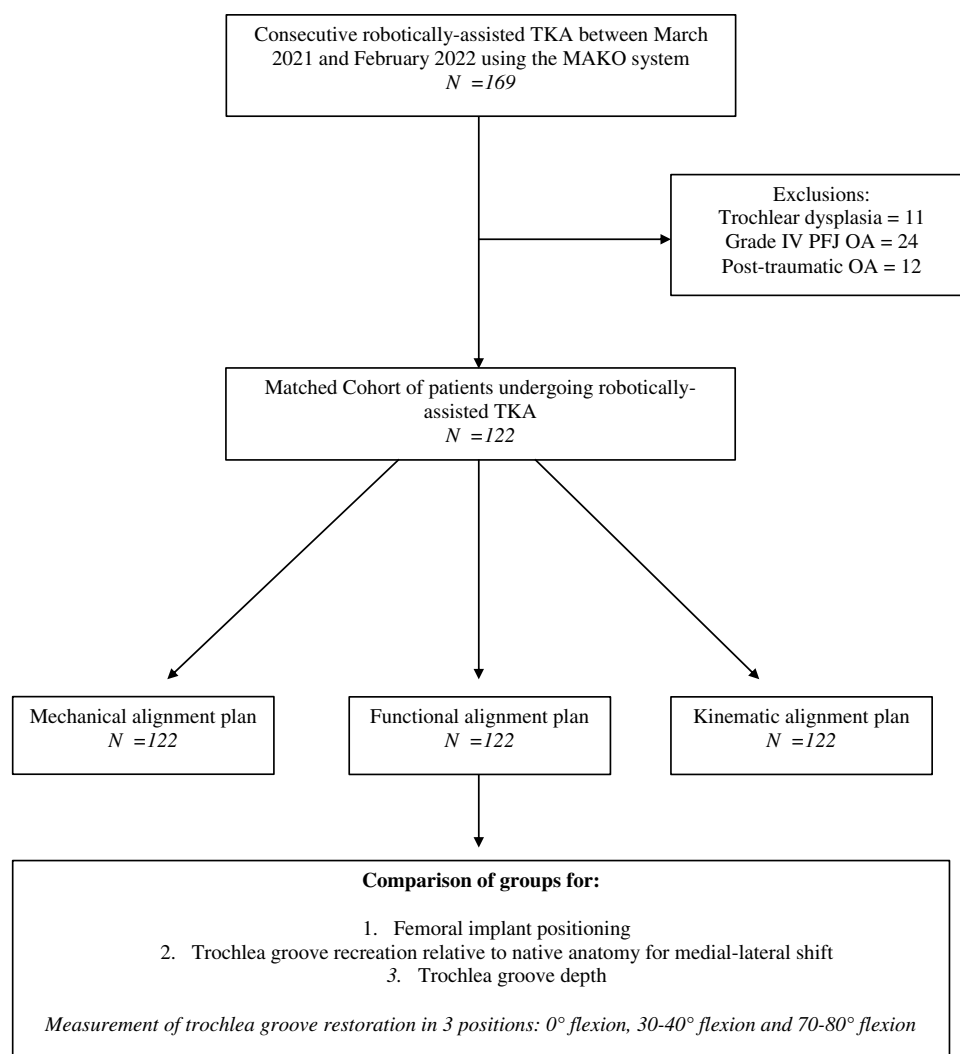 Consecutive robotically-assisted TKA between March
2021 and February 2022 using the MAKO system
N =169
Exclusions:
Trochlear dysplasia = 11
Grade IV PFJ OA = 24
Post-traumatic OA = 12
Matched Cohort of patients undergoing robotically-
assisted TKA
N =122
Mechanical alignment plan
N =122
Functional alignment plan
N =122
Kinematic alignment plan
N =122
Comparison of groups for:
1. Femoral implant positioning
2. Trochlea groove recreation relative to native anatomy for medial-lateral shift
3. Trochlea groove depth
Measurement of trochlea groove restoration in 3 positions: 0° flexion, 30-40° flexion and 70-80° flexion